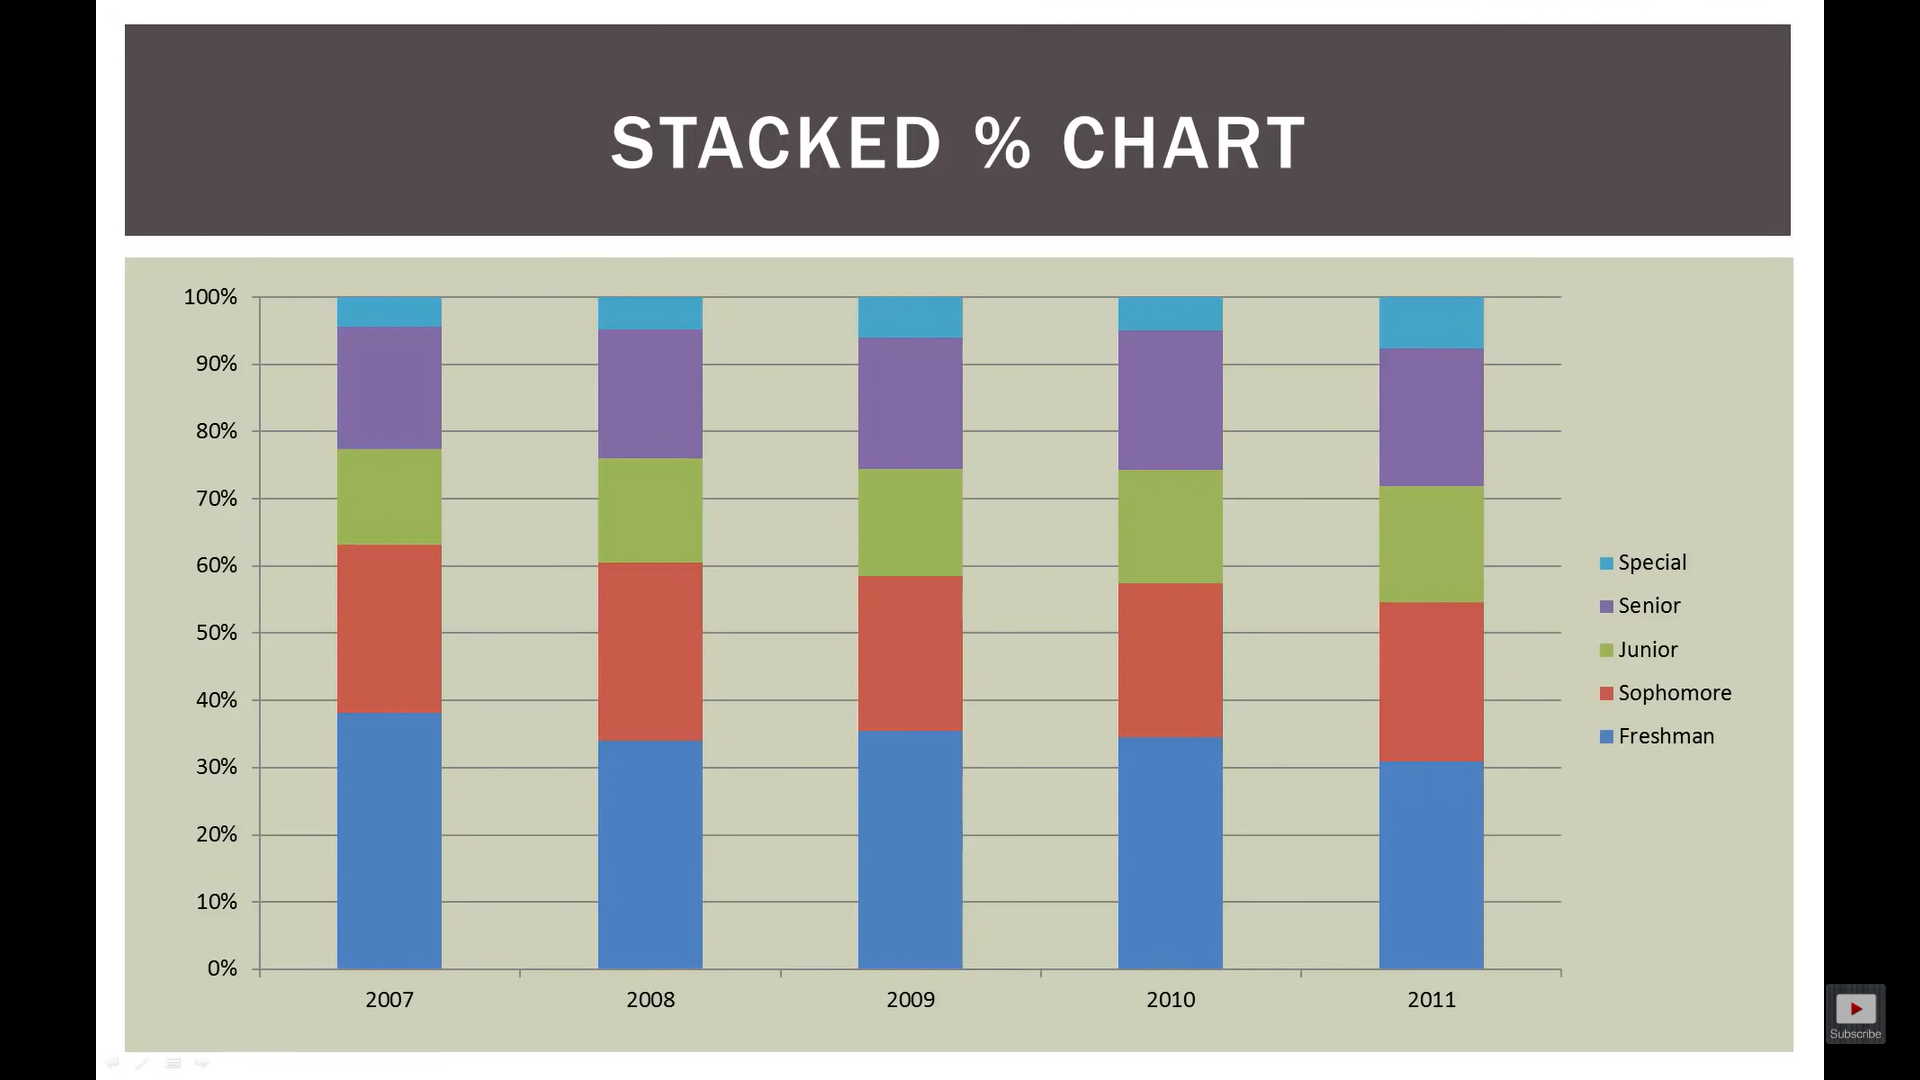 STACKED % CHART
100%
90%
80%
70%
60%
50%
40%
30%
20%
10%
0%
2007 2008 2009 2010 2011
Special
Senior
Junior
Sophomore
Freshman
Subscribe